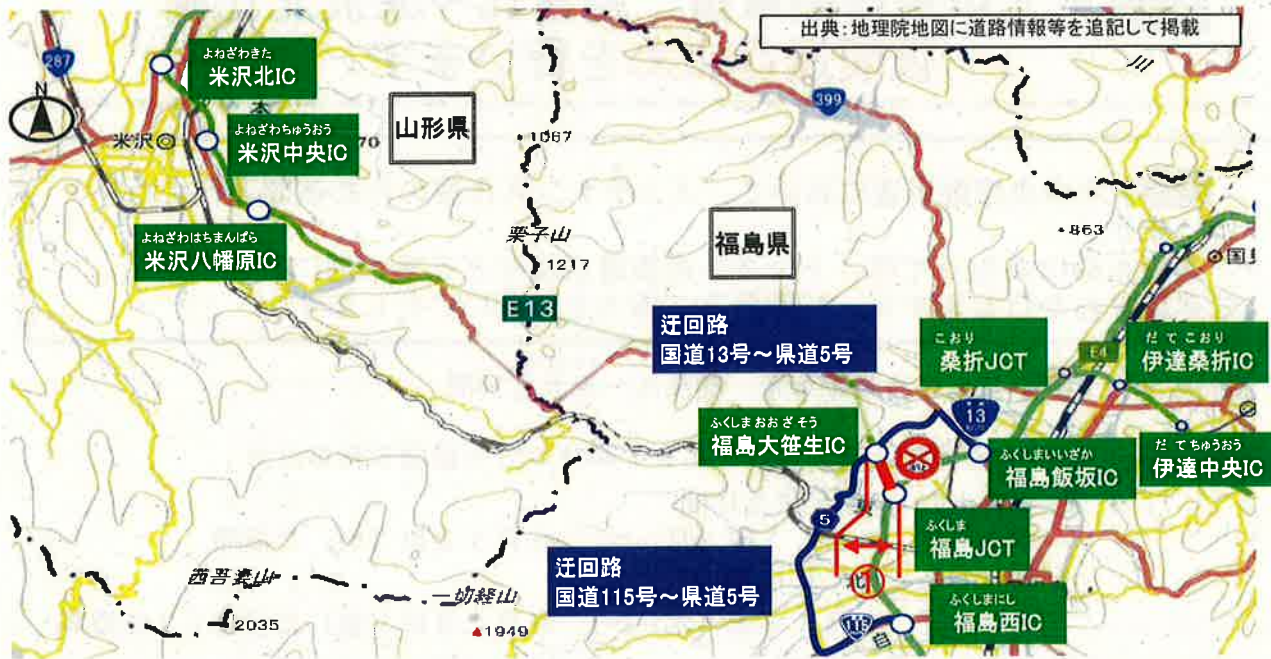 出典：地理院地図に道路情報等を追記して掲載
287
よねざわきた
米沢北IC
N
399
米沢
よねざわちゅうおう
米沢中央IC
70
山形県
1067
栗子山
福島県
863
よねざわはちまんぱら
米沢八幡原IC
1217
E13
迂回路
国道13号～県道5号
こおり
桑折JCT
E4
だてこおり
伊達桑折IC
13
ふくしまおおざそう
福島大笹生IC
ふくしまいいざか
福島飯坂IC
だてちゅうおう
伊達中央IC
5
ふくしま
福島JCT
迂回路
国道115号～県道5号
北
西吾妻山
一切経山
ふくしまにし
福島西IC
115
自
2035
1949